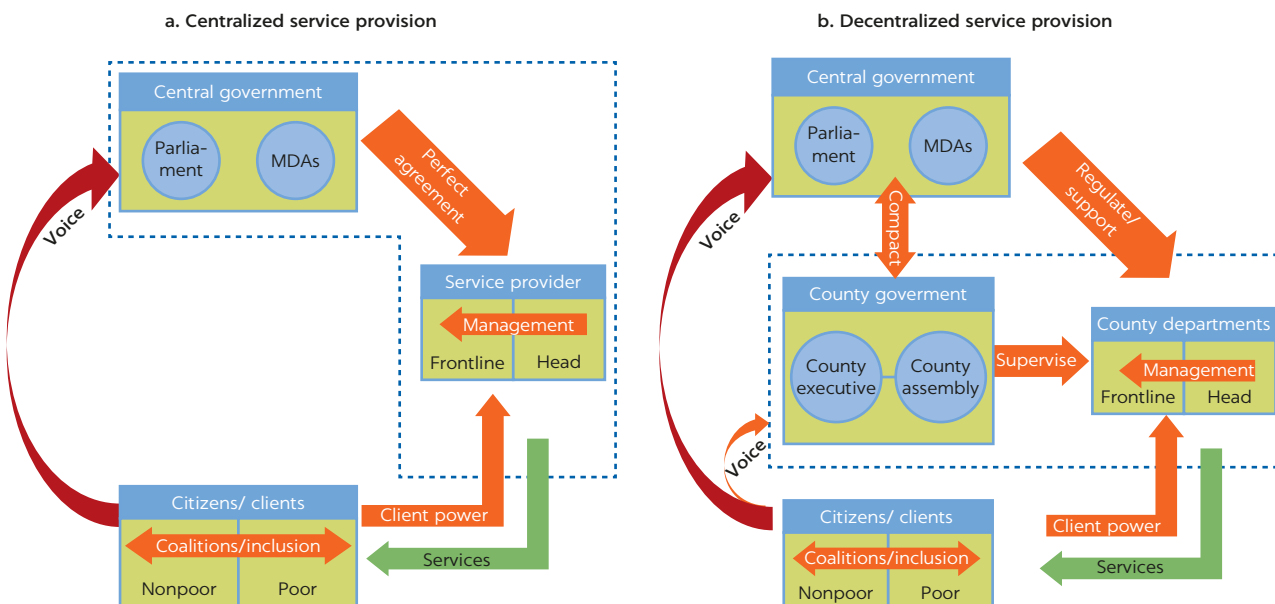 a. Centralized service provision
Central government
Parlia-
ment
MDAs
Perfect
agreement
Voice
Service provider
Management
Frontline
Head
Citizens/ clients
Client power
Coalitions/inclusion
Services
Nonpoor
Poor
b. Decentralized service provision
Central government
Parlia-
ment
MDAs
Regulate/
support
Voice
Compact
County goverment
County departments
County
executive
County
assembly
Supervise
Management
Frontline
Head
Voice
Citizens/ clients
Client power
Coalitions/inclusion
Services
Nonpoor
Poor